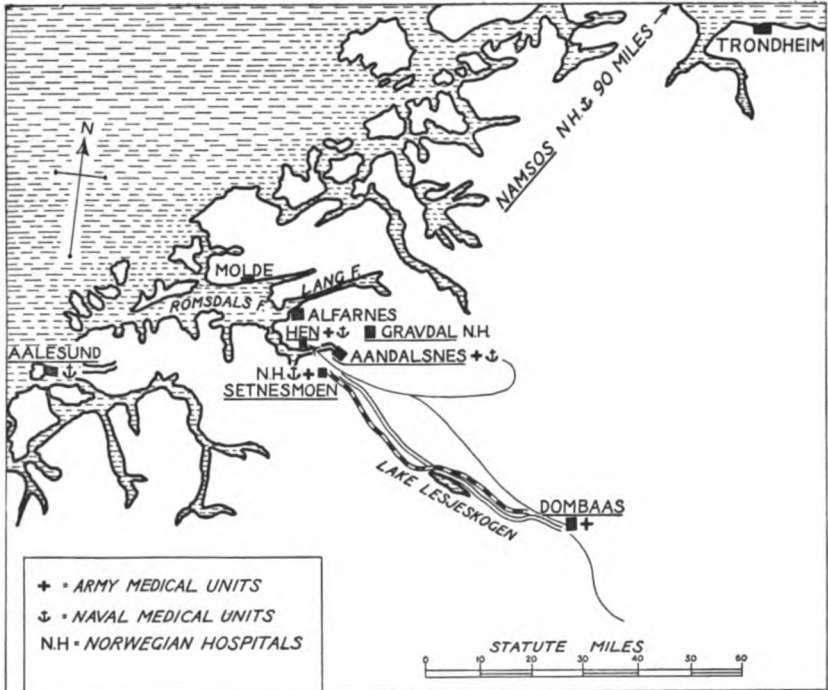 TRONDHEIM
NAMSOS N.H. ⚓ 90 MILES
N
MOLDE
LANG F.
ROMSDALS F.
ALFARNES
HEN + ⚓
GRAVDAL N.H.
AALESUND
⚓
AANDALSNES + ⚓
N.H. ⚓ +
SETNESMOEN
LAKE LESJESKOGEN
DOMBAAS
+
+ = ARMY MEDICAL UNITS
⚓ = NAVAL MEDICAL UNITS
N.H = NORWEGIAN HOSPITALS
STATUTE MILES
0 10 20 30 40 50 60